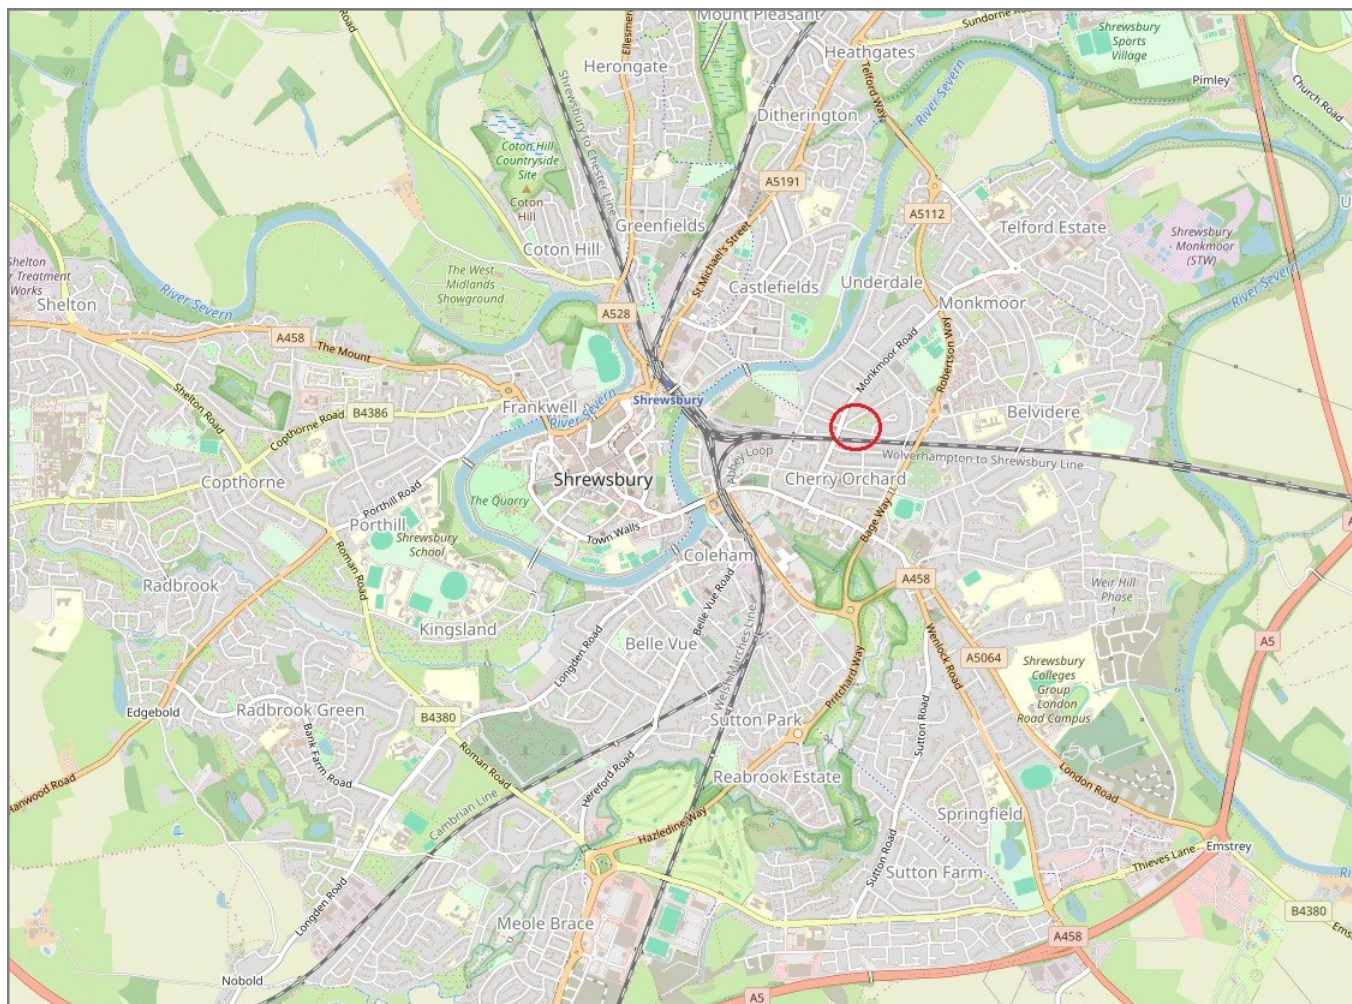 Mount Pleasant
Sundorne
Heathgates
Shrewsbury
Sports
Village
Pimley
Church Road
Road
Herongate
Telford Way
River Severn
Ditherington
Shrewsbury to Chester Line
Coton Hill
Countryside
Site
Coton
Hill
A5191
A5112
Telford Estate
Greenfields
Coton Hill
St Michael's Street
Shrewsbury
- Monkmoor
(STW)
Shelton
Treatment
Works
The West
Midlands
Showground
Castlefields
Underdale
Monkmoor
River Severn
Shelton
River Severn
A528
A458
The Mount
Monkmoor Road
Robertson Way
Shelton Road
Copthorne Road
B4386
Frankwell
River Severn
Shrewsbury
Belvidere
Abbey Loop
Wolverhampton to Shrewsbury Line
Copthorne
Shrewsbury
Cherry Orchard
Porthill Road
The Quarry
Porthill
Shrewsbury
School
Town Walls
Bage Way
Coleham
Roman Road
Radbrook
Belle Vue Road
A458
Weir Hill
Phase
1
Kingsland
Longden Road
Belle Vue
Welsh Marches Line
Wenlock Road
A5
A5064
Pritchard Way
Shrewsbury
Colleges
Group
London
Road Campus
Edgebold
Radbrook Green
B4380
Sutton Park
Sutton Road
Bank Farm Road
Roman Road
Hereford Road
Reabrook Estate
Hanwood Road
Cambrian Line
London Road
Hazledine Way
Springfield
Thieves Lane
Emstrey
Sutton Road
Sutton Farm
Longden Road
Meole Brace
B4380
A458
Nobold
A5